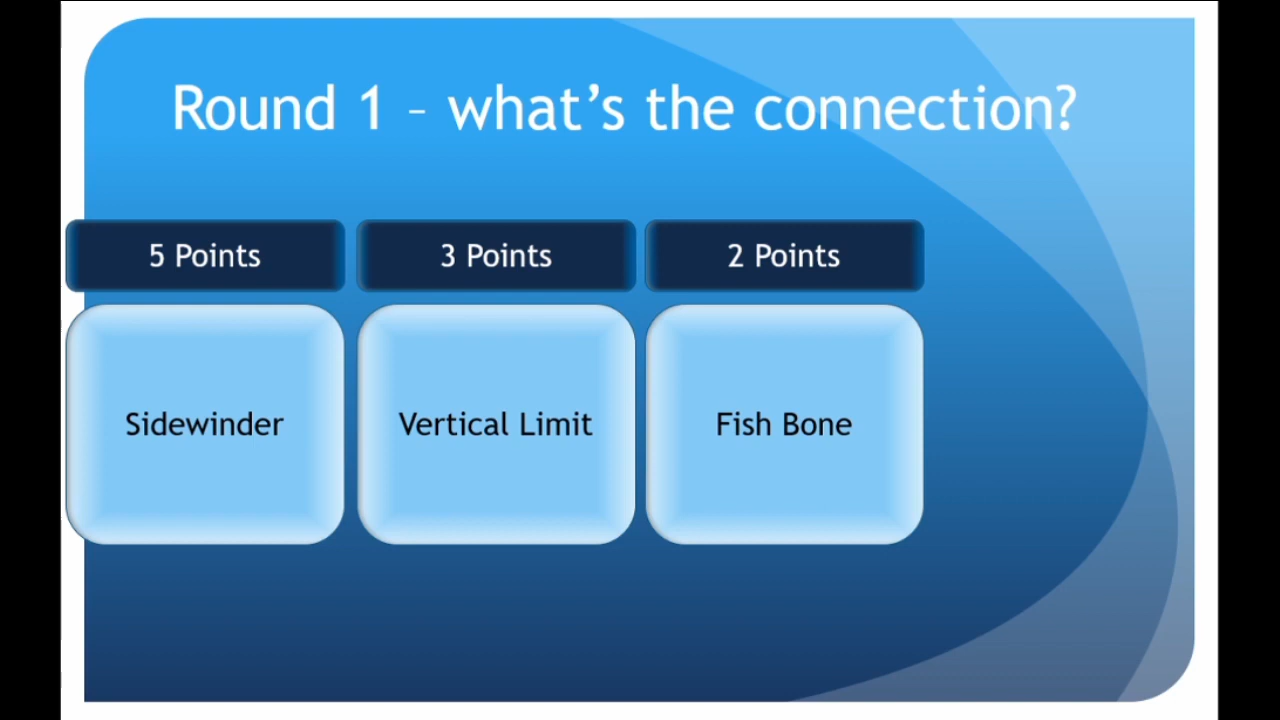 Round 1 – what's the connection?
5 Points
3 Points
2 Points
Sidewinder
Vertical Limit
Fish Bone